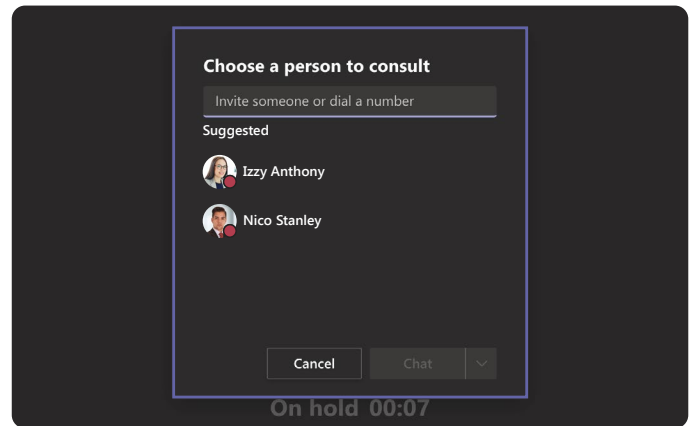 Choose a person to consult
Invite someone or dial a number
Suggested
Izzy Anthony
Nico Stanley
Cancel
Chat
On hold 00:07